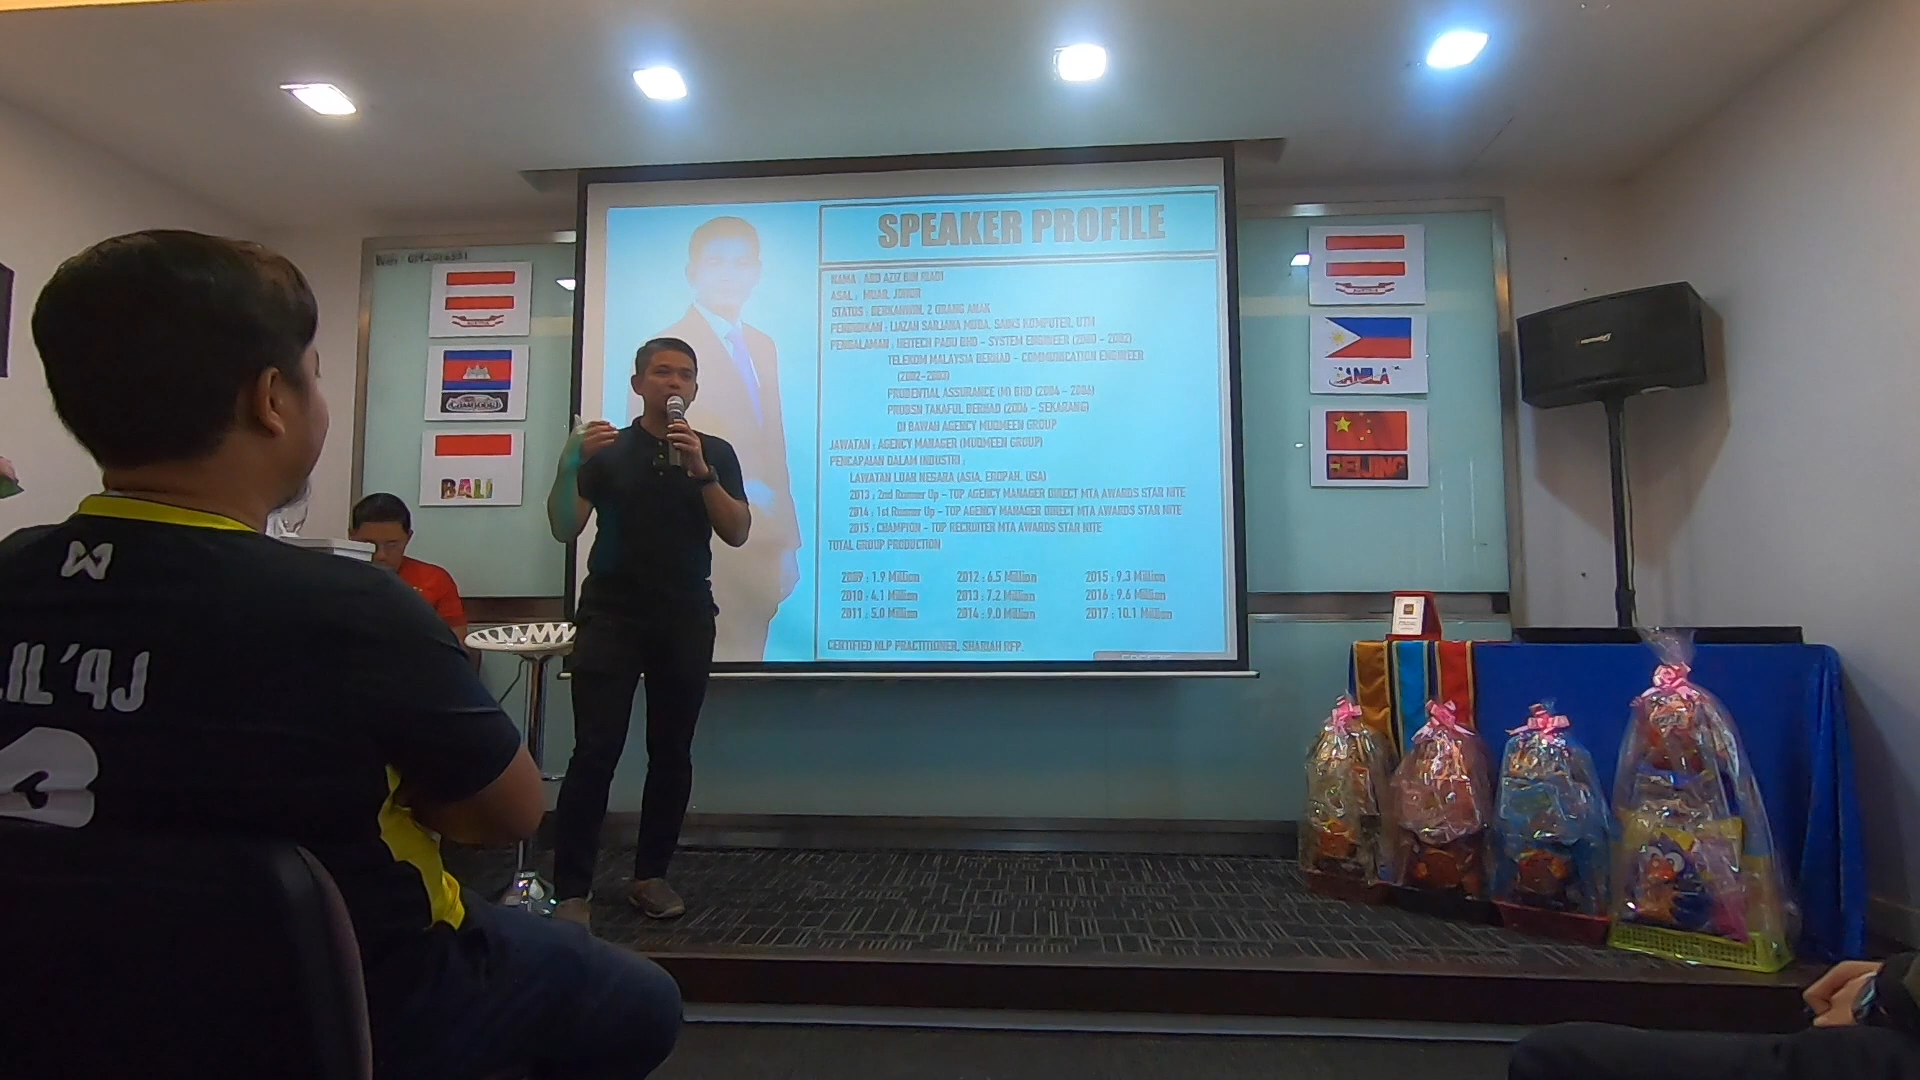 SPEAKER PROFILE
NAMA : ABD AZIZ BIN
ASAL : MUAR, JOHOR
STATUS : BERKAHWIN, 2 ORANG ANAK
PENDIDIKAN : IJAZAH SARJANA MUDA, SAINS KOMPUTER, UTM
PENGALAMAN : HEITECH PADU BHD – SYSTEM ENGINEER (2000 – 2002)
TELEKOM MALAYSIA BERHAD – COMMUNICATION ENGINEER
(2002–2003)
PRUDENTIAL ASSURANCE (M) BHD (2004 – 2006)
PRUBSN TAKAFUL BERHAD (2006 – SEKARANG)
DI BAWAH AGENCY MUQMEEN GROUP
JAWATAN : AGENCY MANAGER (MUQMEEN GROUP)
PENCAPAIAN DALAM INDUSTRI :
LAWATAN LUAR NEGARA (ASIA, EROPAH, USA)
2013 : 2nd Runner Up – TOP AGENCY MANAGER DIRECT MTA AWARDS STAR NITE
2014 : 1st Runner Up – TOP AGENCY MANAGER DIRECT MTA AWARDS STAR NITE
2015 : CHAMPION – TOP RECRUITER MTA AWARDS STAR NITE
TOTAL GROUP PRODUCTION
2009 : 1.9 Million 2012 : 6.5 Million 2015 : 9.3 Million
2010 : 4.1 Million 2013 : 7.2 Million 2016 : 9.6 Million
2011 : 5.0 Million 2014 : 9.0 Million 2017 : 10.1 Million
CERTIFIED NLP PRACTITIONER, SHARIAH RFP.
AUSTRIA
CAMBODIA
BALI
AUSTRIA
MANILA
BEIJING
LIL'4J